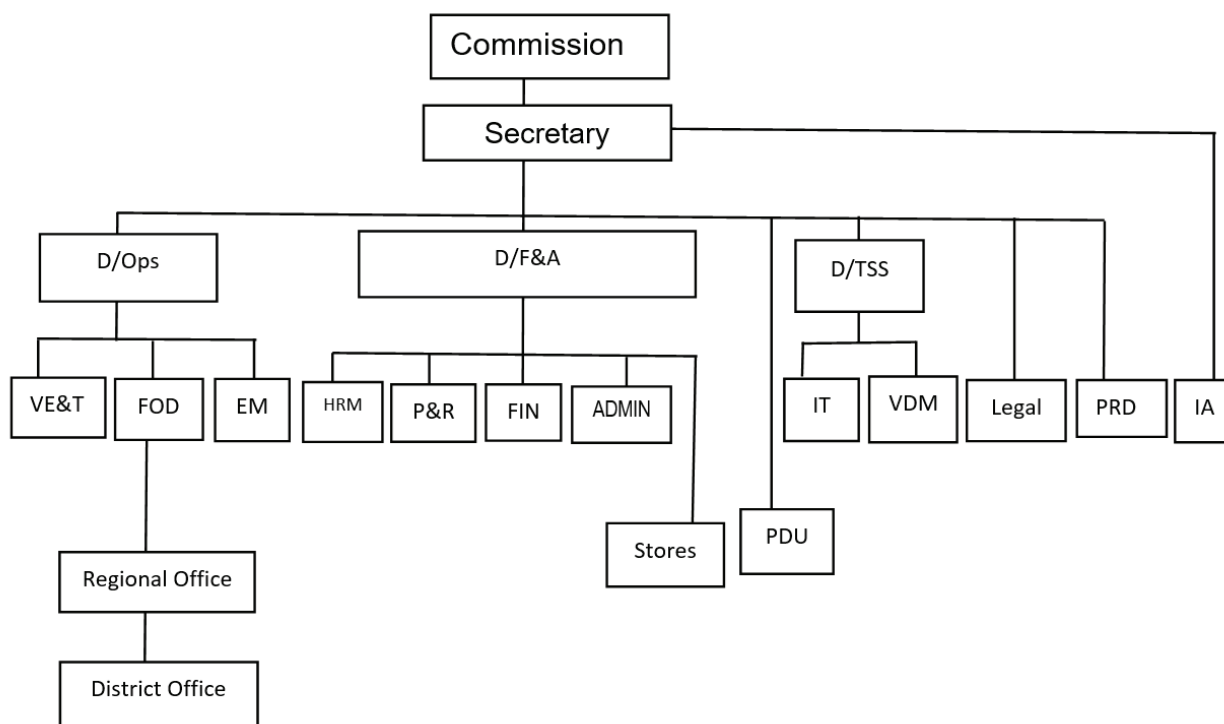 Commission
Secretary
D/Ops
D/F&A
D/TSS
VE&T
FOD
EM
HRM
P&R
FIN
ADMIN
IT
VDM
Legal
PRD
IA
Stores
PDU
Regional Office
District Office